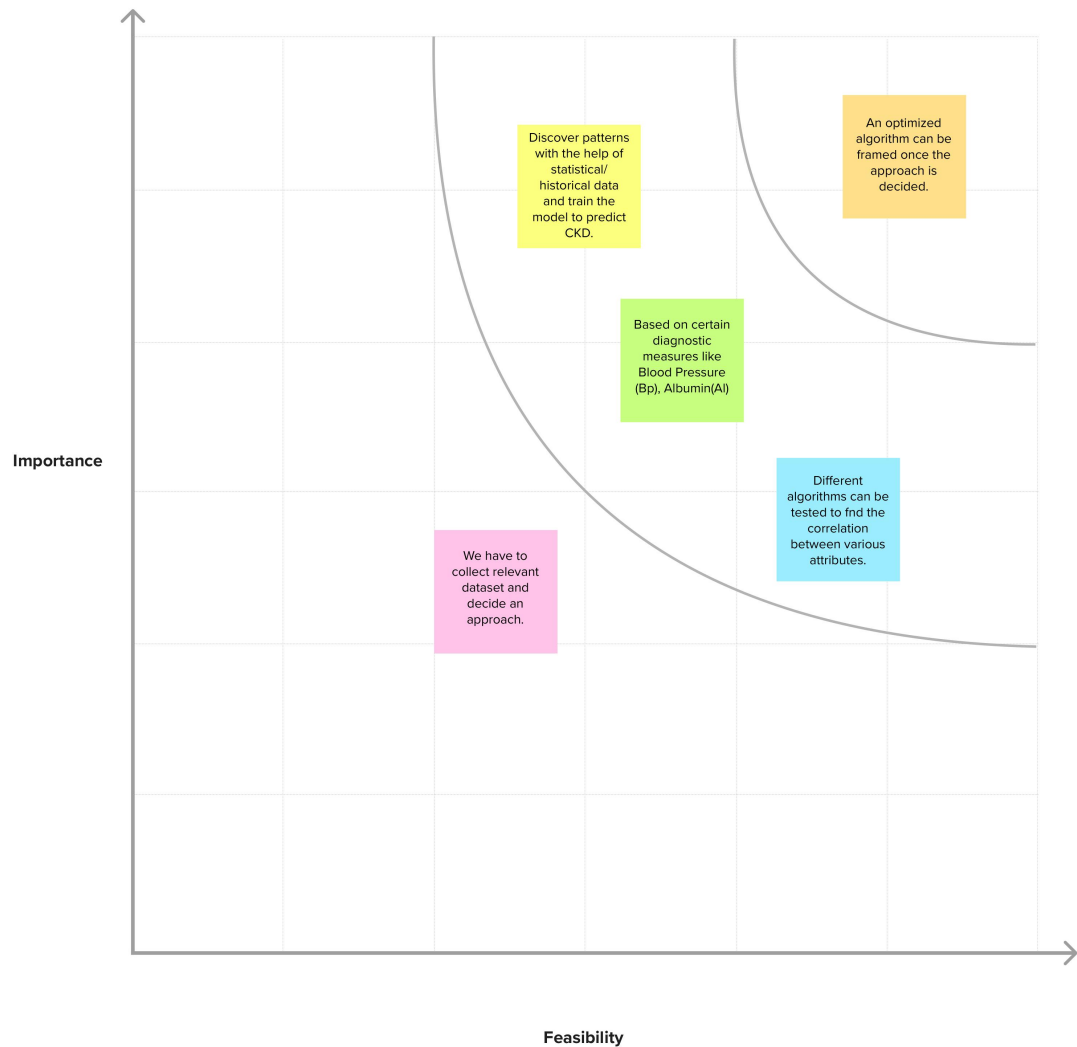 An optimized
algorithm can be
framed once the
approach is
decided.
Discover patterns
with the help of
statistical/
historical data
and train the
model to predict
CKD.
Based on certain
diagnostic
measures like
Blood Pressure
(Bp), Albumin(Al)
Importance
Different
algorithms can be
tested to fnd the
correlation
between various
attributes.
We have to
collect relevant
dataset and
decide an
approach.
Feasibility